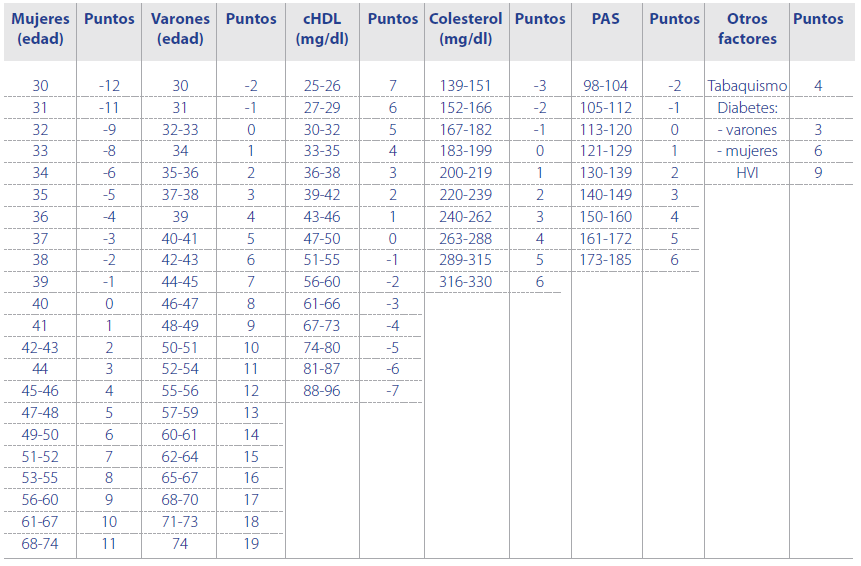 Mujeres (edad) Puntos Varones (edad) Puntos cHDL (mg/dl) Puntos Colesterol (mg/dl) Puntos PAS Puntos Otros factores Puntos
30 -12 30 -2 25-26 7 139-151 -3 98-104 -2 Tabaquismo 4
31 -11 31 -1 27-29 6 152-166 -2 105-112 -1 Diabetes:
32 -9 32-33 0 30-32 5 167-182 -1 113-120 0 - varones 3
33 -8 34 1 33-35 4 183-199 0 121-129 1 - mujeres 6
34 -6 35-36 2 36-38 3 200-219 1 130-139 2 HVI 9
35 -5 37-38 3 39-42 2 220-239 2 140-149 3
36 -4 39 4 43-46 1 240-262 3 150-160 4
37 -3 40-41 5 47-50 0 263-288 4 161-172 5
38 -2 42-43 6 51-55 -1 289-315 5 173-185 6
39 -1 44-45 7 56-60 -2 316-330 6
40 0 46-47 8 61-66 -3
41 1 48-49 9 67-73 -4
42-43 2 50-51 10 74-80 -5
44 3 52-54 11 81-87 -6
45-46 4 55-56 12 88-96 -7
47-48 5 57-59 13
49-50 6 60-61 14
51-52 7 62-64 15
53-55 8 65-67 16
56-60 9 68-70 17
61-67 10 71-73 18
68-74 11 74 19